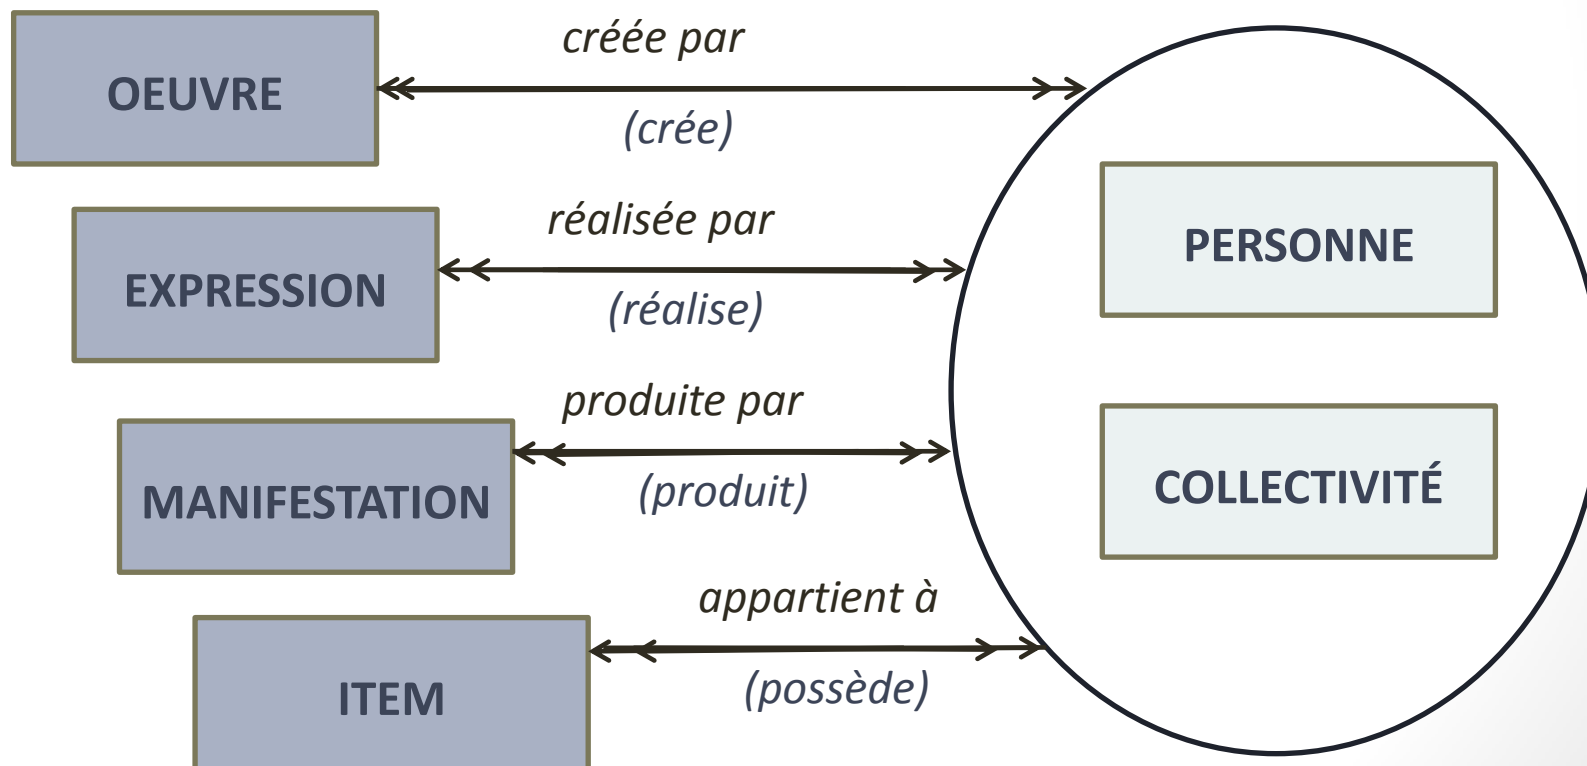 OEUVRE
créée par
(crée)
EXPRESSION
réalisée par
(réalise)
PERSONNE
MANIFESTATION
produite par
(produit)
COLLECTIVITÉ
ITEM
appartient à
(possède)